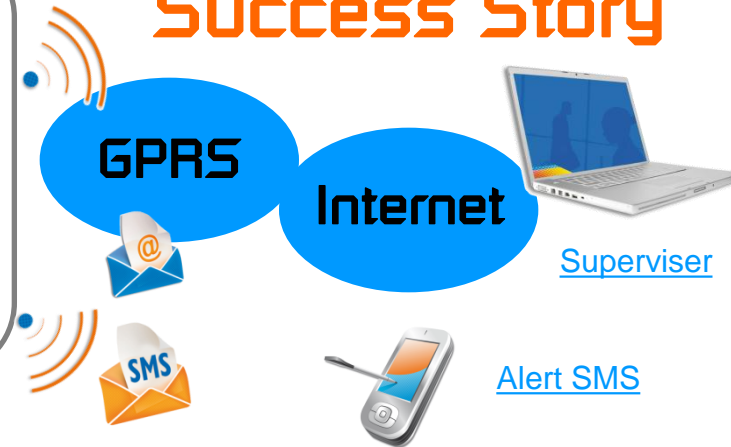 Success Story
GPRS
Internet
@
Superviser
SMS
Alert SMS